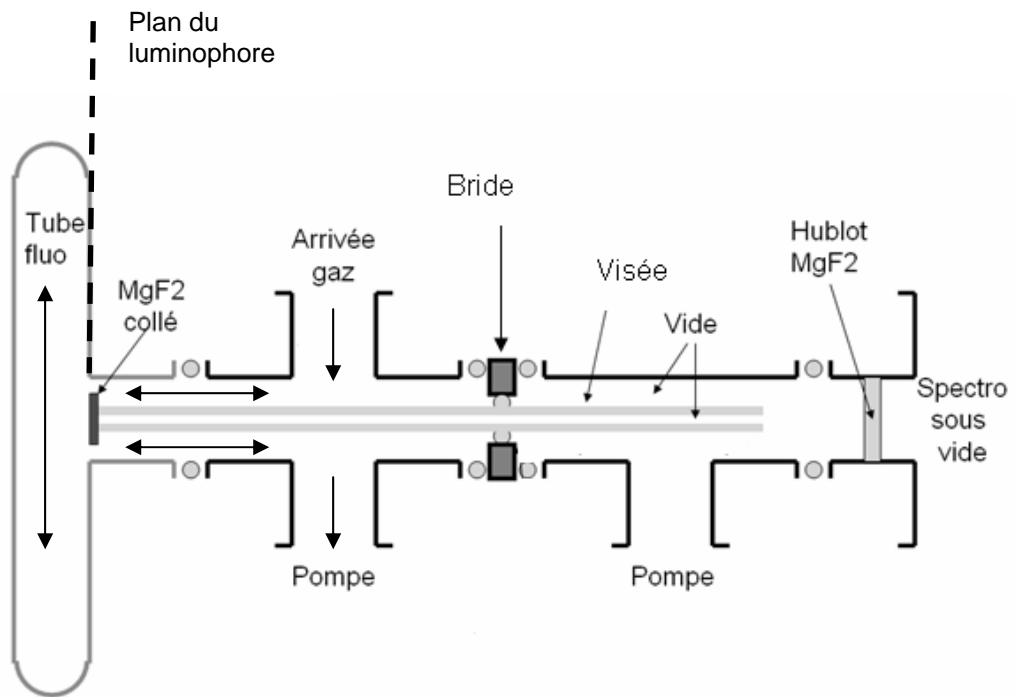 Plan du
luminophore
Bride
Tube
fluo
Arrivée
gaz
Hublot
MgF2
Visée
MgF2
collé
Vide
Spectro
sous
vide
Pompe
Pompe